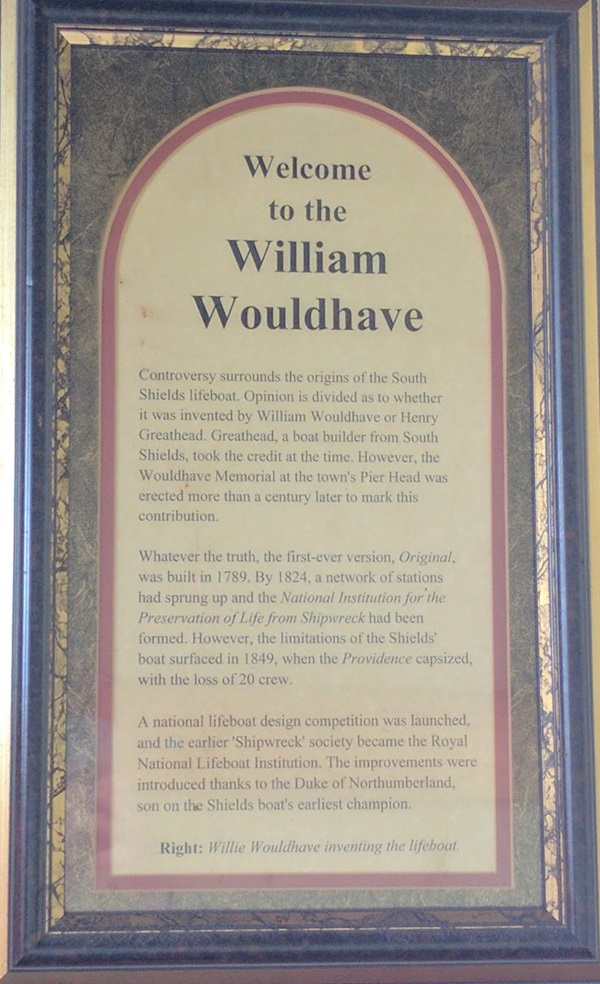 Welcome
to the
William
Wouldhave
Controversy surrounds the origins of the South
Shields lifeboat. Opinion is divided as to whether
it was invented by William Wouldhave or Henry
Greathead. Greathead, a boat builder from South
Shields, took the credit at the time. However, the
Wouldhave Memorial at the town's Pier Head was
erected more than a century later to mark this
contribution.
Whatever the truth, the first-ever version, Original,
was built in 1789. By 1824, a network of stations
had sprung up and the National Institution for the
Preservation of Life from Shipwreck had been
formed. However, the limitations of the Shields'
boat surfaced in 1849, when the Providence capsized,
with the loss of 20 crew.
A national lifeboat design competition was launched,
and the earlier 'Shipwreck' society became the Royal
National Lifeboat Institution. The improvements were
introduced thanks to the Duke of Northumberland,
son on the Shields boat's earliest champion.
Right: Willie Wouldhave inventing the lifeboat.